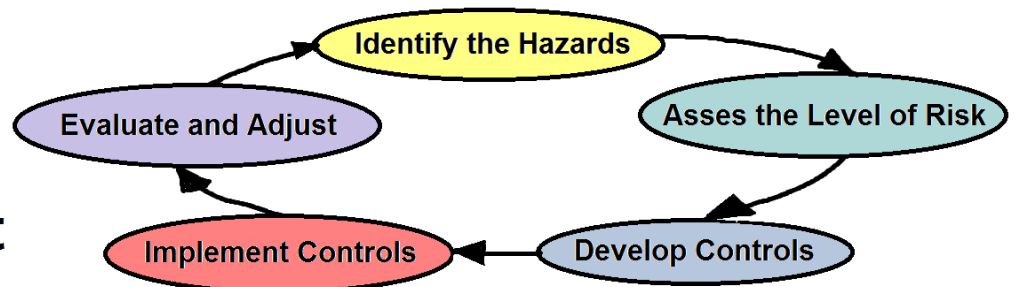 Identify the Hazards
Asses the Level of Risk
Evaluate and Adjust
Develop Controls
Implement Controls